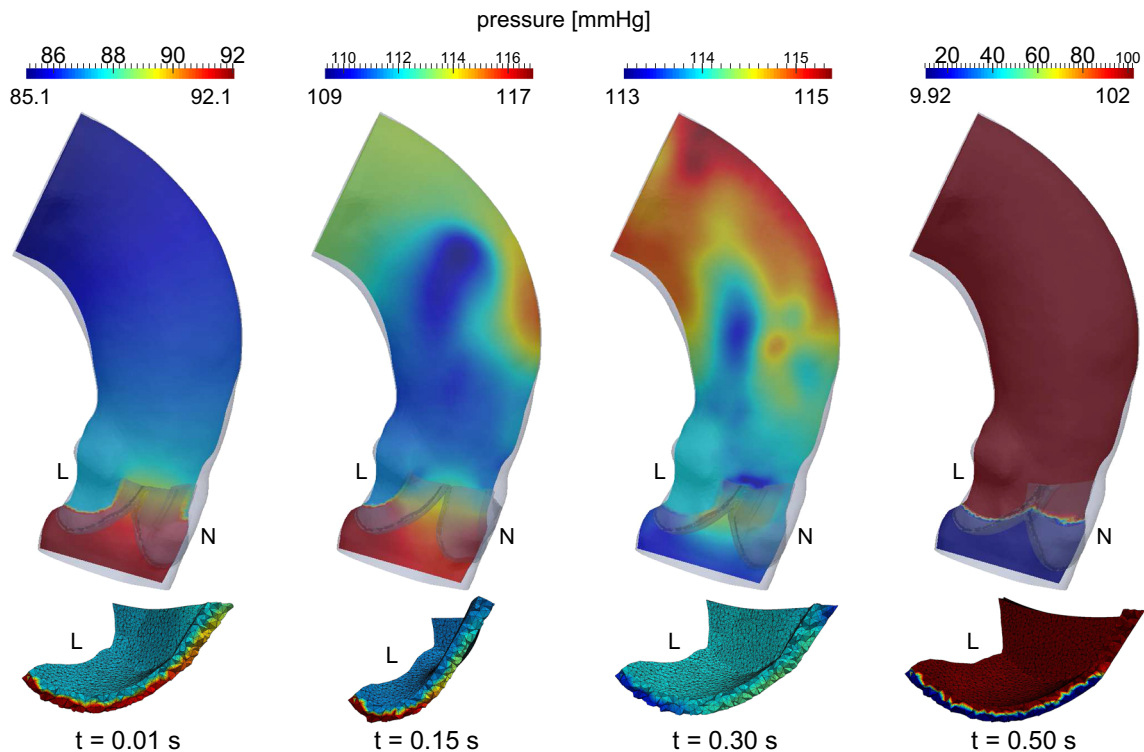 pressure [mmHg]
86 88 90 92
85.1 92.1
110 112 114 116
109 117
114 115
113 115
20 40 60 80 100
9.92 102
L N
L N
L N
L N
L L L L
t = 0.01 s t = 0.15 s t = 0.30 s t = 0.50 s